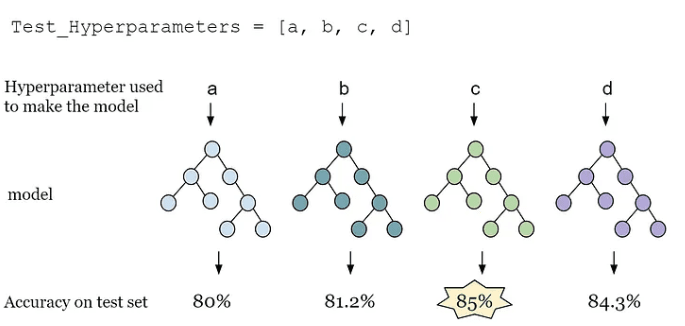 Test_Hyperparameters = [a, b, c, d]
Hyperparameter used
to make the model
a b c d
model
Accuracy on test set 80% 81.2% 85% 84.3%